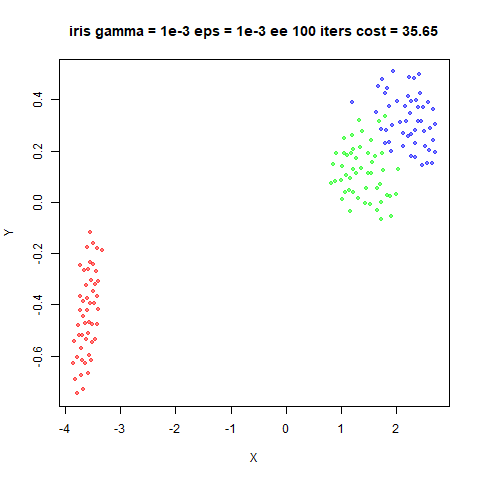 iris gamma = 1e-3 eps = 1e-3 ee 100 iters cost = 35.65
0.4
0.2
0.0
-0.2
-0.4
-0.6
Y
-4 -3 -2 -1 0 1 2
X